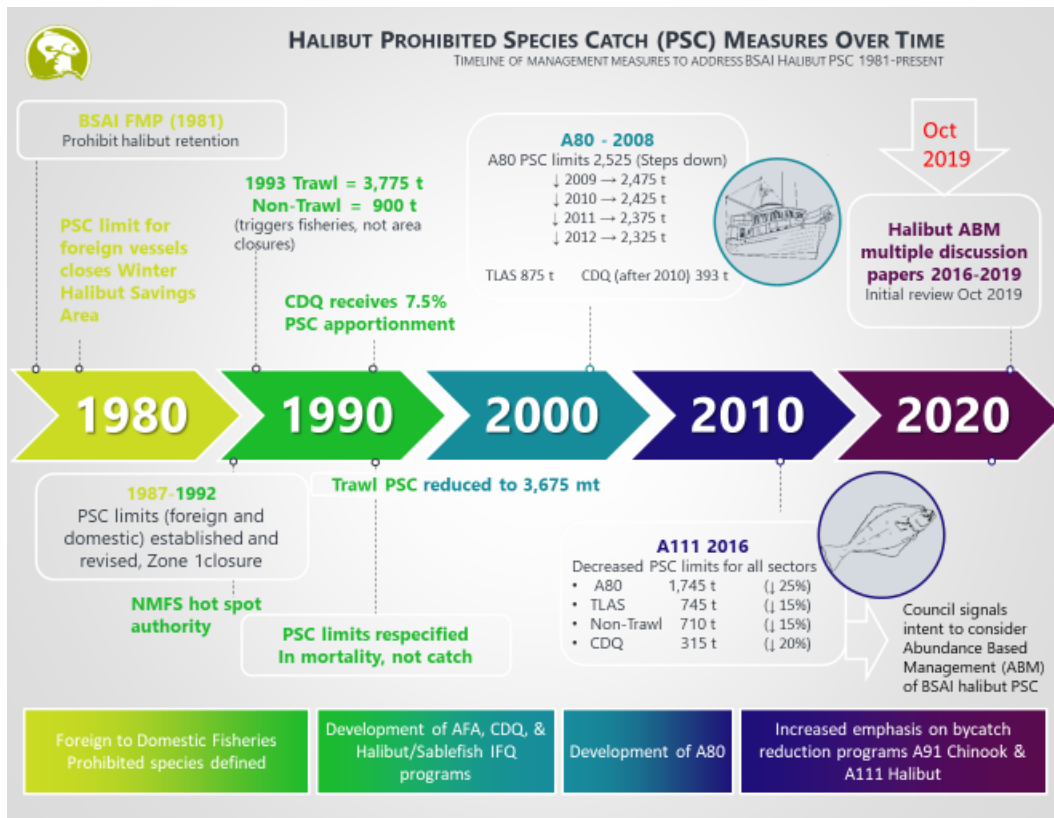 HALIBUT PROHIBITED SPECIES CATCH (PSC) MEASURES OVER TIME
TIMELINE OF MANAGEMENT MEASURES TO ADDRESS BSAI HALIBUT PSC 1981-PRESENT
BSAI FMP (1981)
Prohibit halibut retention
PSC limit for
foreign vessels
closes Winter
Halibut Savings
Area
1993 Trawl = 3,775 t
Non-Trawl = 900 t
(triggers fisheries, not area
closures)
CDQ receives 7.5%
PSC apportionment
A80 - 2008
A80 PSC limits 2,525 (Steps down)
↓ 2009 → 2,475 t
↓ 2010 → 2,425 t
↓ 2011 → 2,375 t
↓ 2012 → 2,325 t
TLAS 875 t CDQ (after 2010) 393 t
Oct
2019
Halibut ABM
multiple discussion
papers 2016-2019
Initial review Oct 2019
1980 1990 2000 2010 2020
1987-1992
PSC limits (foreign and
domestic) established and
revised, Zone 1closure
NMFS hot spot
authority
Trawl PSC reduced to 3,675 mt
PSC limits respecified
In mortality, not catch
A111 2016
Decreased PSC limits for all sectors
• A80 1,745 t (↓ 25%)
• TLAS 745 t (↓ 15%)
• Non-Trawl 710 t (↓ 15%)
• CDQ 315 t (↓ 20%)
Council signals
intent to consider
Abundance Based
Management (ABM)
of BSAI halibut PSC
Foreign to Domestic Fisheries
Prohibited species defined
Development of AFA, CDQ, &
Halibut/Sablefish IFQ
programs
Development of A80
Increased emphasis on bycatch
reduction programs A91 Chinook &
A111 Halibut